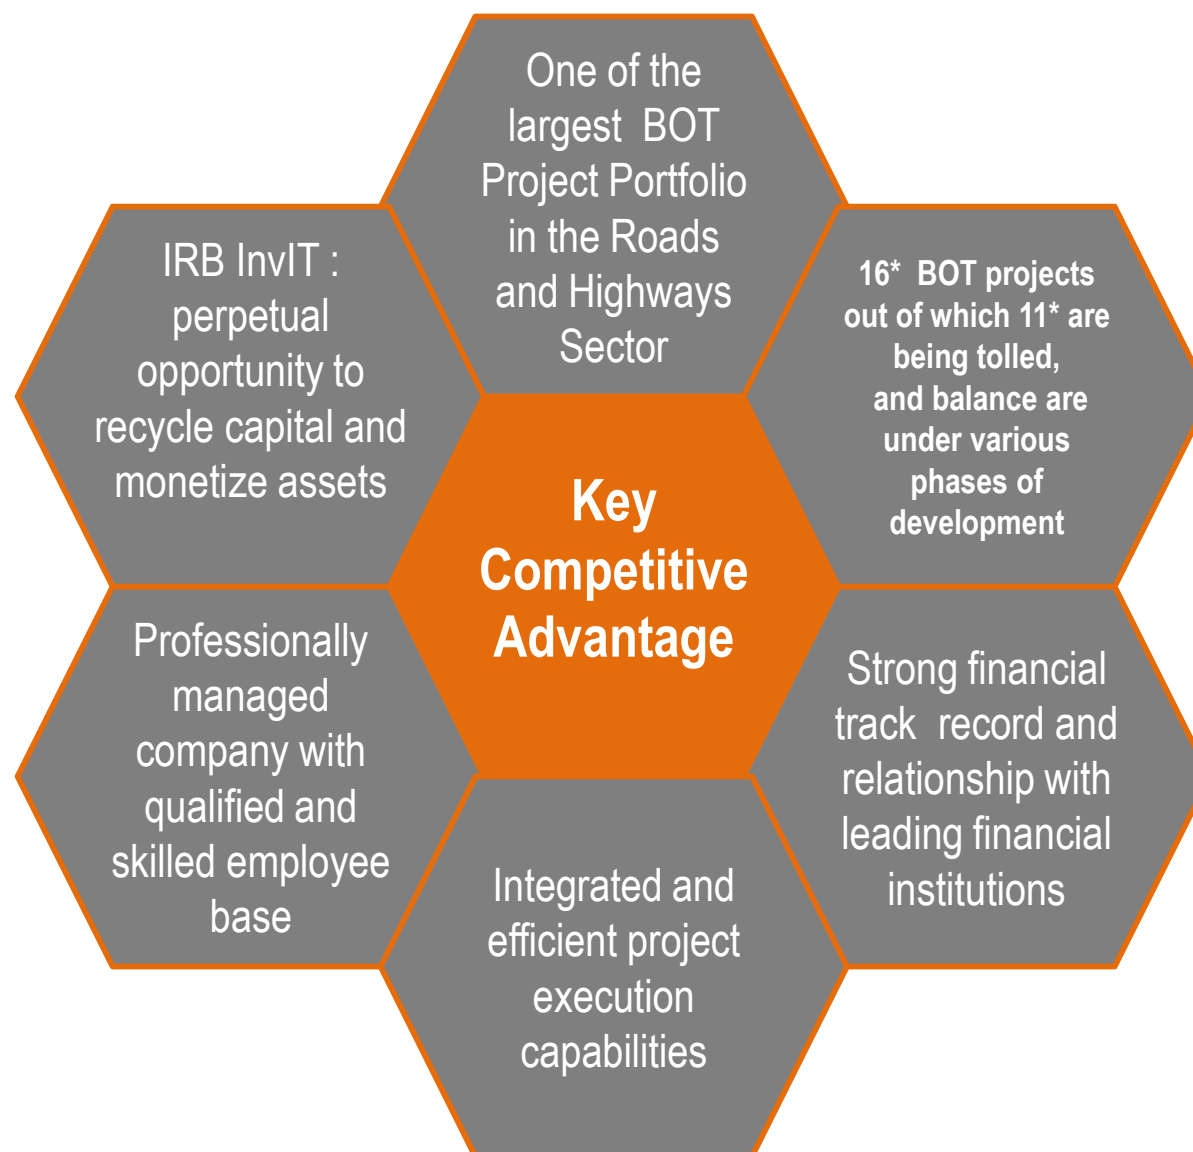 One of the
largest BOT
Project Portfolio
in the Roads
and Highways
Sector
16* BOT projects
out of which 11* are
being tolled,
and balance are
under various
phases of
development
Strong financial
track record and
relationship with
leading financial
institutions
Integrated and
efficient project
execution
capabilities
Professionally
managed
company with
qualified and
skilled employee
base
IRB InvIT :
perpetual
opportunity to
recycle capital and
monetize assets
Key
Competitive
Advantage